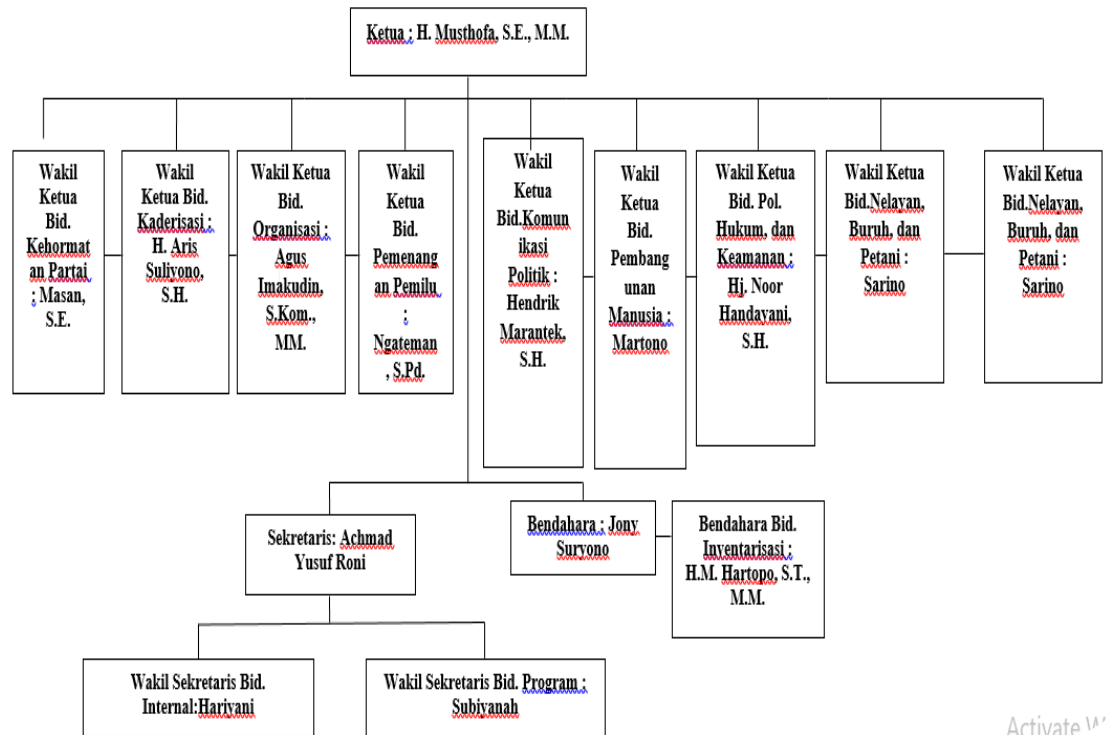 Ketua : H. Musthofa, S.E., M.M.
Wakil
Ketua
Bid.
Kehormat
an Partai
: Masan,
S.E.
Wakil
Ketua Bid.
Kaderisasi :
H. Aris
Suliyono,
S.H.
Wakil Ketua
Bid.
Organisasi :
Agus
Imakudin,
S.Kom.,
MM.
Wakil
Ketua
Bid.
Pemenang
an Pemilu
:
Ngateman
, S.Pd.
Wakil
Ketua
Bid.Komun
ikasi
Politik :
Hendrik
Marantek,
S.H.
Wakil
Ketua
Bid.
Pembang
unan
Manusia :
Martono
Wakil Ketua
Bid. Pol.
Hukum, dan
Keamanan :
Hj. Noor
Handayani,
S.H.
Wakil Ketua
Bid.Nelayan,
Buruh, dan
Petani :
Sarino
Wakil Ketua
Bid.Nelayan,
Buruh, dan
Petani :
Sarino
Sekretaris: Achmad
Yusuf Roni
Bendahara : Jony
Suryono
Bendahara Bid.
Inventarisasi :
H.M. Hartopo, S.T.,
M.M.
Wakil Sekretaris Bid.
Internal:Hariyani
Wakil Sekretaris Bid. Program :
Subiyanah
Activate